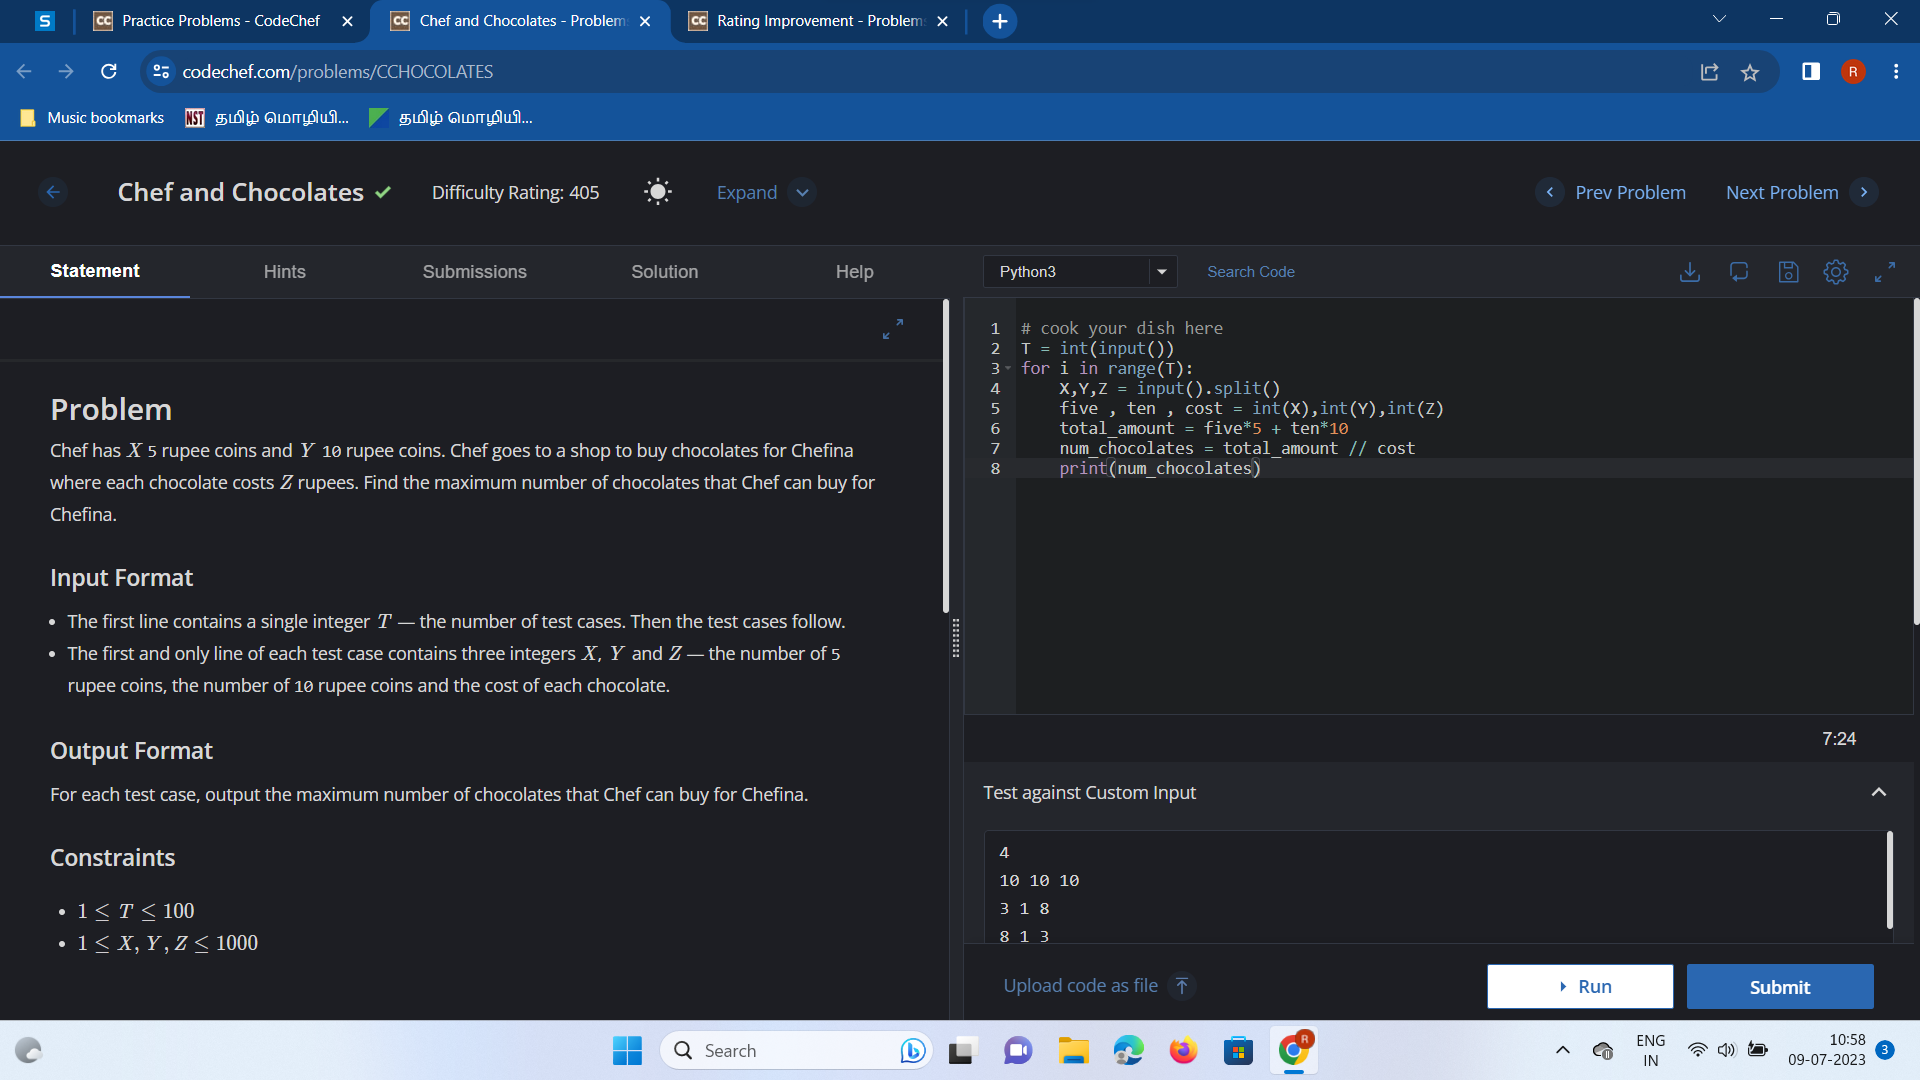 S
CC Practice Problems - CodeChef
CC Chef and Chocolates - Problem
CC Rating Improvement - Problem
codechef.com/problems/CCHOCOLATES
R
Music bookmarks
NST தமிழ் மொழியி...
தமிழ் மொழியி...
Chef and Chocolates
Difficulty Rating: 405
Expand
Prev Problem
Next Problem
Statement
Hints
Submissions
Solution
Help
Problem
Chef has X 5 rupee coins and Y 10 rupee coins. Chef goes to a shop to buy chocolates for Chefina
where each chocolate costs Z rupees. Find the maximum number of chocolates that Chef can buy for
Chefina.
Input Format
• The first line contains a single integer T — the number of test cases. Then the test cases follow.
• The first and only line of each test case contains three integers X, Y and Z — the number of 5
rupee coins, the number of 10 rupee coins and the cost of each chocolate.
Output Format
For each test case, output the maximum number of chocolates that Chef can buy for Chefina.
Constraints
• 1 ≤ T ≤ 100
• 1 ≤ X, Y, Z ≤ 1000
Python3
Search Code
1 # cook your dish here
2 T = int(input())
3 for i in range(T):
4     X,Y,Z = input().split()
5     five , ten , cost = int(X),int(Y),int(Z)
6     total_amount = five*5 + ten*10
7     num_chocolates = total_amount // cost
8     print(num_chocolates)
7:24
Test against Custom Input
4
10 10 10
3 1 8
8 1 3
Upload code as file
Run
Submit
Search
R
ENG
IN
10:58
09-07-2023
3